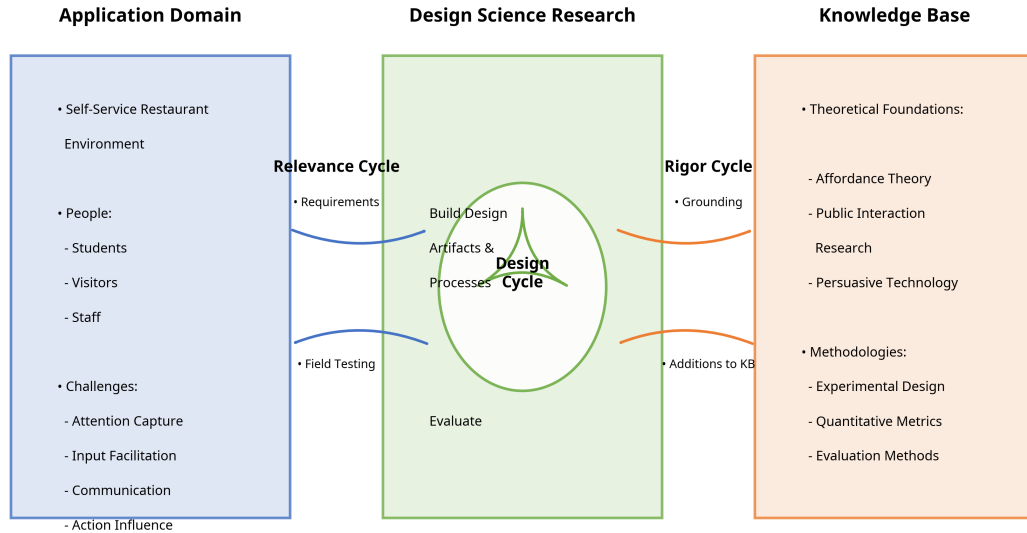 Application Domain
Design Science Research
Knowledge Base
• Self-Service Restaurant
Environment
• People:
- Students
- Visitors
- Staff
• Challenges:
- Attention Capture
- Input Facilitation
- Communication
- Action Influence
Relevance Cycle
• Requirements
• Field Testing
Build Design
Artifacts &
Processes
Design
Cycle
Evaluate
Rigor Cycle
• Grounding
• Additions to KB
• Theoretical Foundations:
- Affordance Theory
- Public Interaction
Research
- Persuasive Technology
• Methodologies:
- Experimental Design
- Quantitative Metrics
- Evaluation Methods